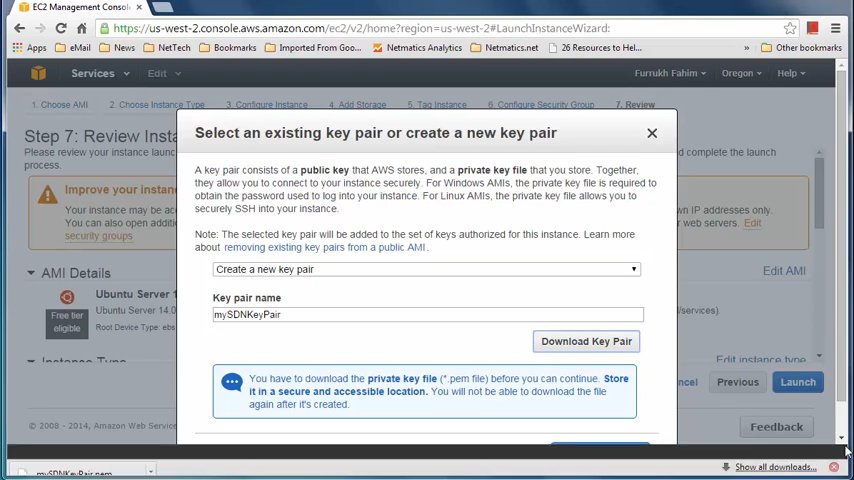 EC2 Management Console
https://us-west-2.console.aws.amazon.com/ec2/v2/home?region=us-west-2#LaunchInstanceWizard:
Apps eMail News NetTech Bookmarks Imported From Goo... Netmatics Analytics Netmatics.net 26 Resources to Hel... » Other bookmarks
Services Edit Furrukh Fahim Oregon Help
1. Choose AMI 2. Choose Instance Type 3. Configure Instance 4. Add Storage 5. Tag Instance 6. Configure Security Group 7. Review
Step 7: Review Insta
Please review your instance launch
process.
d complete the launch
Improve your instan
Your instance may be ac
You can also open additio
security groups
wn IP addresses only.
r web servers. Edit
AMI Details
Edit AMI
Free tier
eligible
Ubuntu Server 1
Ubuntu Server 14.0
Root Device Type: ebs
/services).
Instance Type
Edit instance type
ncel Previous Launch
© 2008 - 2014, Amazon Web Servic
Feedback
Select an existing key pair or create a new key pair
A key pair consists of a public key that AWS stores, and a private key file that you store. Together,
they allow you to connect to your instance securely. For Windows AMIs, the private key file is required to
obtain the password used to log into your instance. For Linux AMIs, the private key file allows you to
securely SSH into your instance.
Note: The selected key pair will be added to the set of keys authorized for this instance. Learn more
about removing existing key pairs from a public AMI.
Create a new key pair
Key pair name
mySDNKeyPair
Download Key Pair
You have to download the private key file (*.pem file) before you can continue. Store
it in a secure and accessible location. You will not be able to download the file
again after it's created.
mySDNKeyPair.pem
Show all downloads...